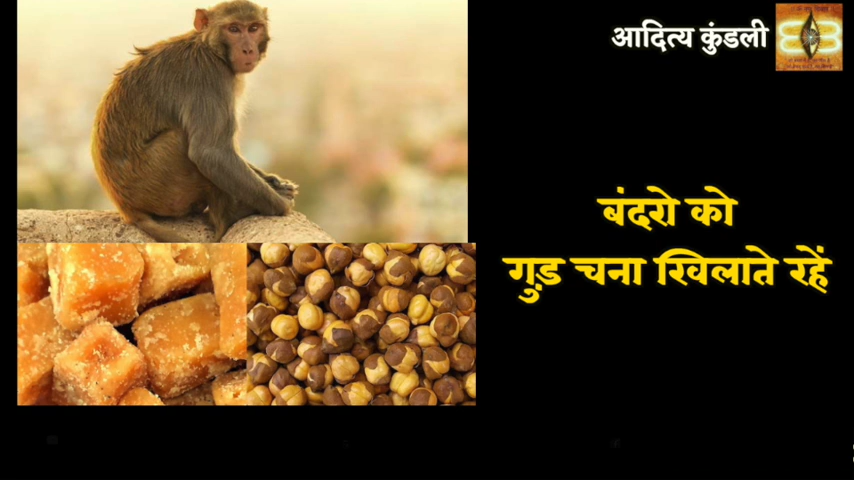 आदित्य कुंडली
बंदरो को
गुड़ चना खिलाते रहें